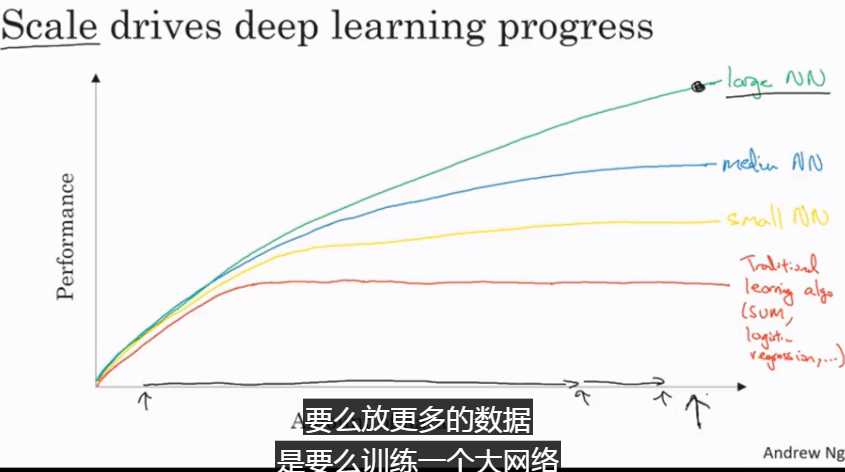 Scale drives deep learning progress
large NN
medium NN
small NN
Traditional
learning algo
(SVM,
logistic
regression,...)
Performance
要么放更多的数据
是要么训练一个大网络
Andrew Ng